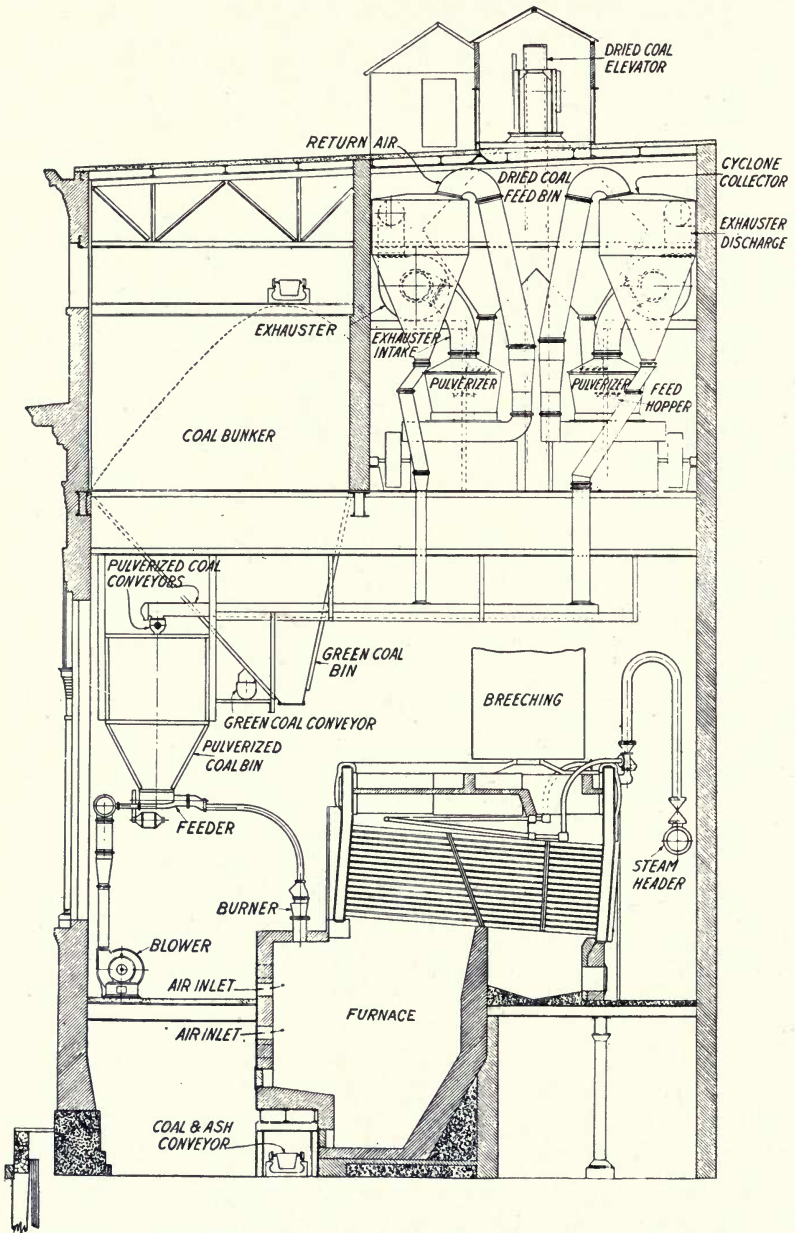 DRIED COAL
ELEVATOR
RETURN AIR
DRIED COAL
FEED BIN
CYCLONE
COLLECTOR
EXHAUSTER
DISCHARGE
EXHAUSTER
EXHAUSTER
INTAKE
PULVERIZER
PULVERIZER
FEED
HOPPER
COAL BUNKER
PULVERIZED COAL
CONVEYORS
GREEN COAL
BIN
GREEN COAL CONVEYOR
BREECHING
PULVERIZED
COAL BIN
FEEDER
STEAM
HEADER
BURNER
BLOWER
AIR INLET
FURNACE
AIR INLET
COAL & ASH
CONVEYOR